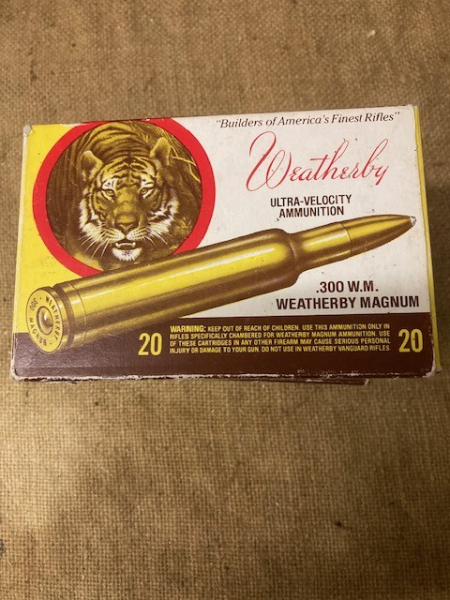 "Builders of America's Finest Rifles"
Weatherby
ULTRA-VELOCITY
AMMUNITION
.300 W.M.
WEATHERBY MAGNUM
300
WEATHERBY
MAGNUM
20
WARNING: KEEP OUT OF REACH OF CHILDREN. USE THIS AMMUNITION ONLY IN
RIFLES SPECIFICALLY CHAMBERED FOR WEATHERBY MAGNUM AMMUNITION. USE
OF THESE CARTRIDGES IN ANY OTHER FIREARM MAY CAUSE SERIOUS PERSONAL
INJURY OR DAMAGE TO YOUR GUN. DO NOT USE IN WEATHERBY VANGUARD RIFLES.
20